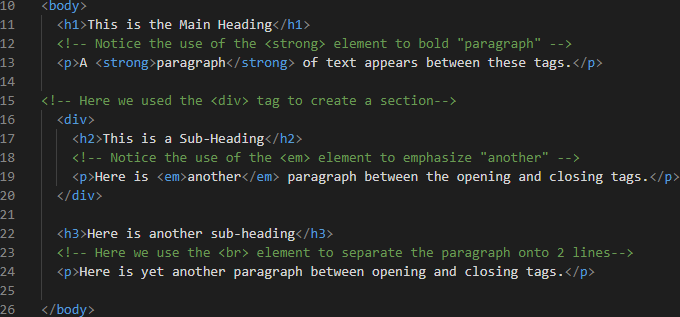 10 <body>
11 <h1>This is the Main Heading</h1>
12 <!-- Notice the use of the <strong> element to bold "paragraph" -->
13 <p>A <strong>paragraph</strong> of text appears between these tags.</p>
14
15 <!-- Here we used the <div> tag to create a section-->
16 <div>
17 <h2>This is a Sub-Heading</h2>
18 <!-- Notice the use of the <em> element to emphasize "another" -->
19 <p>Here is <em>another</em> paragraph between the opening and closing tags.</p>
20 </div>
21
22 <h3>Here is another sub-heading</h3>
23 <!-- Here we use the <br> element to separate the paragraph onto 2 lines-->
24 <p>Here is yet another paragraph between opening and closing tags.</p>
25
26 </body>